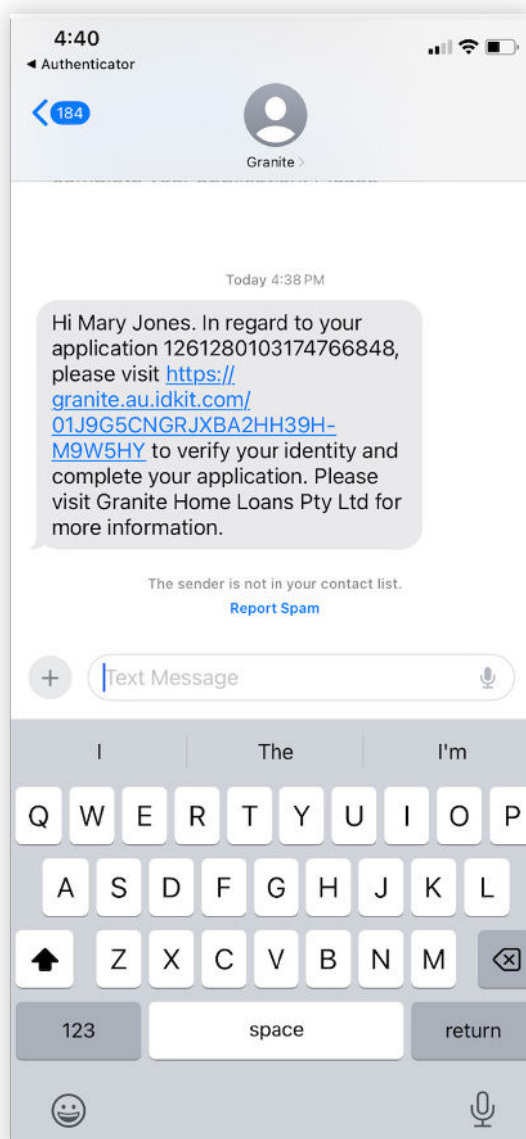 4:40
◀ Authenticator
184
Granite >
Today 4:38 PM
Hi Mary Jones. In regard to your
application 1261280103174766848,
please visit https://
granite.au.idkit.com/
01J9G5CNGRJXBA2HH39H-
M9W5HY to verify your identity and
complete your application. Please
visit Granite Home Loans Pty Ltd for
more information.
The sender is not in your contact list.
Report Spam
Text Message
I The I'm
Q W E R T Y U I O P
A S D F G H J K L
Z X C V B N M
123 space return